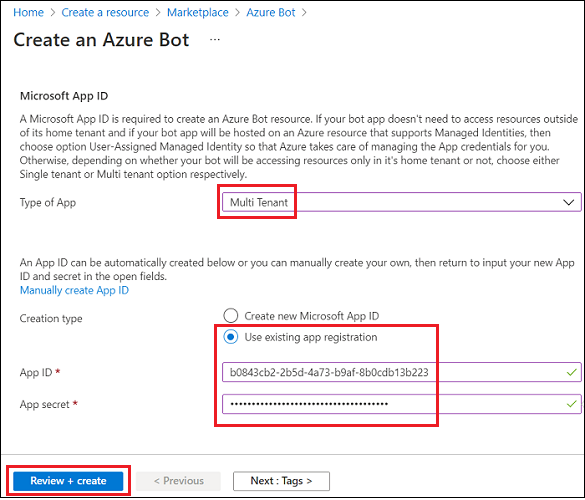 Home > Create a resource > Marketplace > Azure Bot >
Create an Azure Bot ...
Microsoft App ID
A Microsoft App ID is required to create an Azure Bot resource. If your bot app doesn't need to access resources outside
of its home tenant and if your bot app will be hosted on an Azure resource that supports Managed Identities, then
choose option User-Assigned Managed Identity so that Azure takes care of managing the App credentials for you.
Otherwise, depending on whether your bot will be accessing resources only in it's home tenant or not, choose either
Single tenant or Multi tenant option respectively.
Type of App Multi Tenant
An App ID can be automatically created below or you can manually create your own, then return to input your new App
ID and secret in the open fields.
Manually create App ID
Creation type Create new Microsoft App ID
Use existing app registration
App ID * b0843cb2-2b5d-4a73-b9af-8b0cdb13b223
App secret * ••••••••••••••••••••••••••••••••••••••
Review + create < Previous Next : Tags >